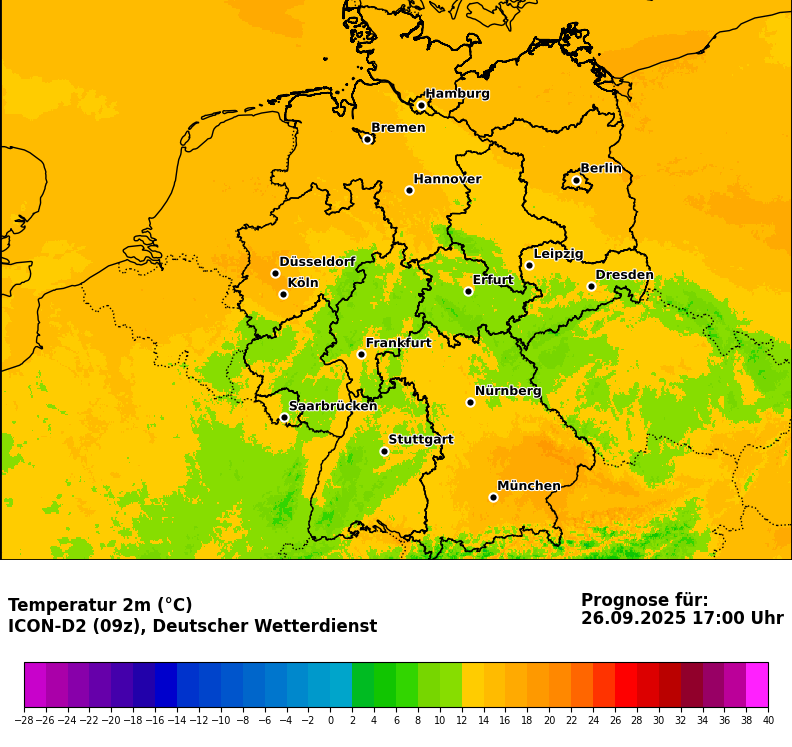 Hamburg
Bremen
Berlin
Hannover
Leipzig
Düsseldorf
Dresden
Köln
Erfurt
Frankfurt
Nürnberg
Saarbrücken
Stuttgart
München
Temperatur 2m (°C)
ICON-D2 (09z), Deutscher Wetterdienst
Prognose für:
26.09.2025 17:00 Uhr
−28 −26 −24 −22 −20 −18 −16 −14 −12 −10 −8 −6 −4 −2 0 2 4 6 8 10 12 14 16 18 20 22 24 26 28 30 32 34 36 38 40